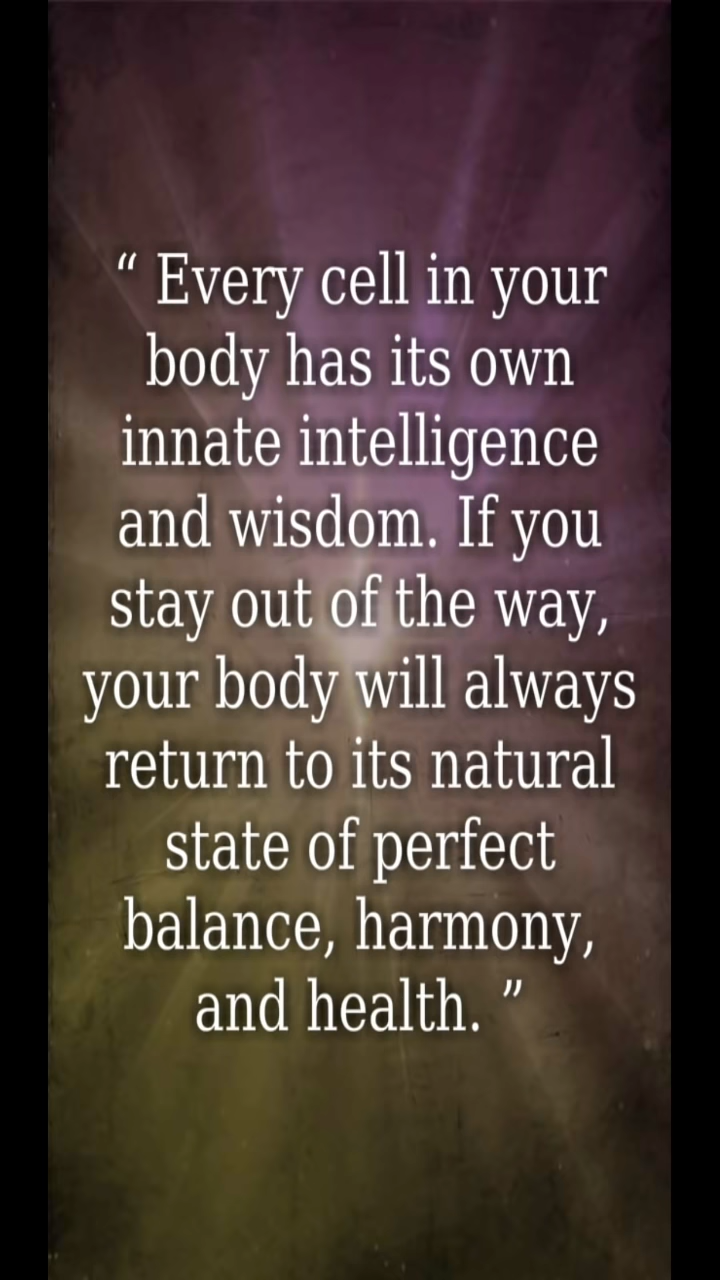 “ Every cell in your
body has its own
innate intelligence
and wisdom. If you
stay out of the way,
your body will always
return to its natural
state of perfect
balance, harmony,
and health. ”